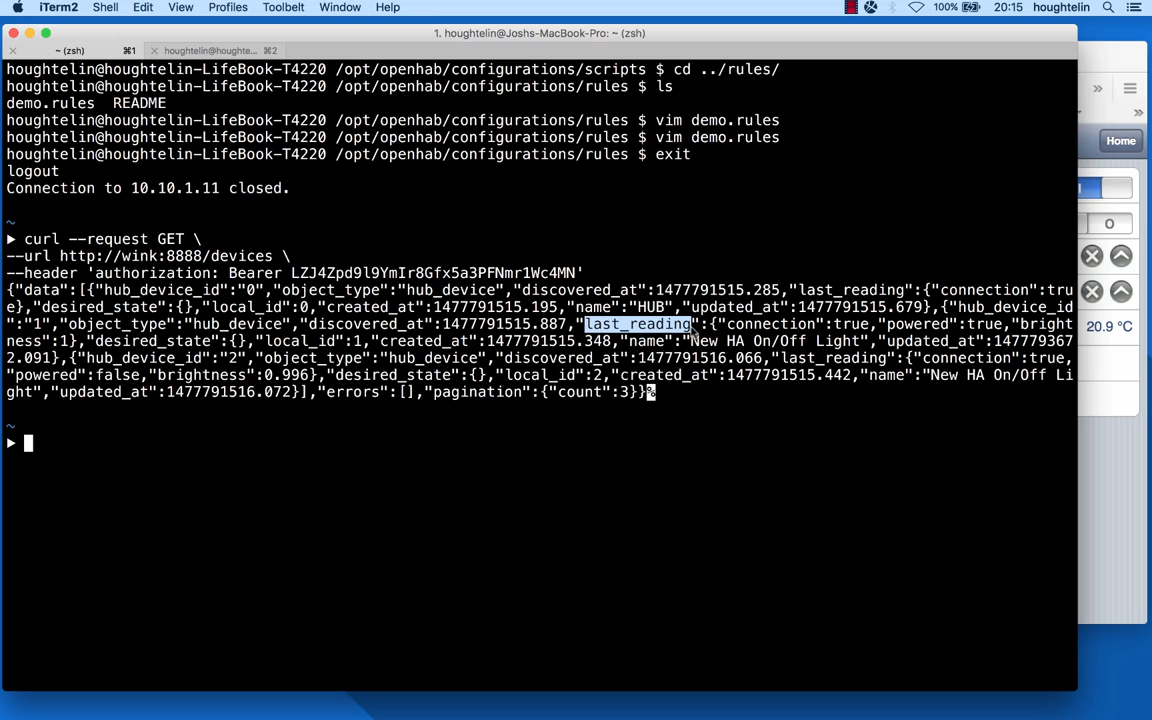 iTerm2 Shell Edit View Profiles Toolbelt Window Help 100% 20:15 houghtelin
1. houghtelin@Joshs-MacBook-Pro: ~ (zsh)
~ (zsh) ⌘1 houghtelin@houghte... ⌘2
houghtelin@houghtelin-LifeBook-T4220 /opt/openhab/configurations/scripts $ cd ../rules/
houghtelin@houghtelin-LifeBook-T4220 /opt/openhab/configurations/rules $ ls
demo.rules  README
houghtelin@houghtelin-LifeBook-T4220 /opt/openhab/configurations/rules $ vim demo.rules
houghtelin@houghtelin-LifeBook-T4220 /opt/openhab/configurations/rules $ vim demo.rules
houghtelin@houghtelin-LifeBook-T4220 /opt/openhab/configurations/rules $ exit
logout
Connection to 10.10.1.11 closed.
~
▶ curl --request GET \
--url http://wink:8888/devices \
--header 'authorization: Bearer LZJ4Zpd9l9YmIr8Gfx5a3PFNmr1Wc4MN'
{"data":[{"hub_device_id":"0","object_type":"hub_device","discovered_at":1477791515.285,"last_reading":{"connection":tru
e},"desired_state":{},"local_id":0,"created_at":1477791515.195,"name":"HUB","updated_at":1477791515.679},{"hub_device_id
":"1","object_type":"hub_device","discovered_at":1477791515.887,"last_reading":{"connection":true,"powered":true,"bright
ness":1},"desired_state":{},"local_id":1,"created_at":1477791515.348,"name":"New HA On/Off Light","updated_at":147779367
2.091},{"hub_device_id":"2","object_type":"hub_device","discovered_at":1477791516.066,"last_reading":{"connection":true,
"powered":false,"brightness":0.996},"desired_state":{},"local_id":2,"created_at":1477791515.442,"name":"New HA On/Off Li
ght","updated_at":1477791516.072}],"errors":[],"pagination":{"count":3}}%
~
▶
Home
O
20.9 °C